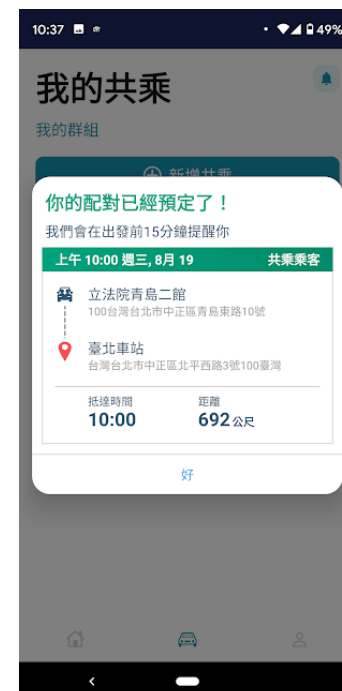 10:37
49%
我的共乘
我的群組
新增共乘
你的配對已經預定了！
我們會在出發前15分鐘提醒你
上午 10:00 週三, 8月 19 共乘乘客
立法院青島二館
100台灣台北市中正區青島東路10號
臺北車站
台灣台北市中正區北平西路3號100臺灣
抵達時間 距離
10:00 692公尺
好